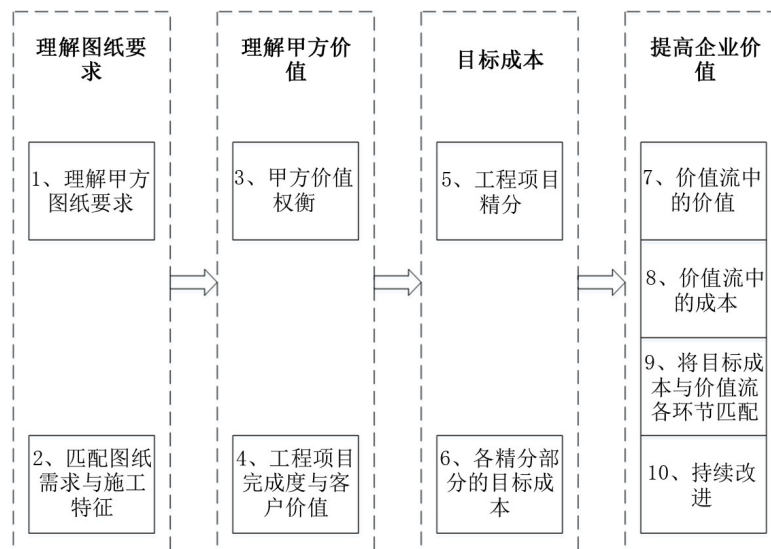 理解图纸要
求
1、理解甲方
图纸要求
2、匹配图纸
需求与施工
特征
理解甲方价
值
3、甲方价值
权衡
4、工程项目
完成度与客
户价值
目标成本
5、工程项目
精分
6、各精分部
分的目标成
本
提高企业价
值
7、价值流中
的价值
8、价值流中
的成本
9、将目标成
本与价值流
各环节匹配
10、持续改
进